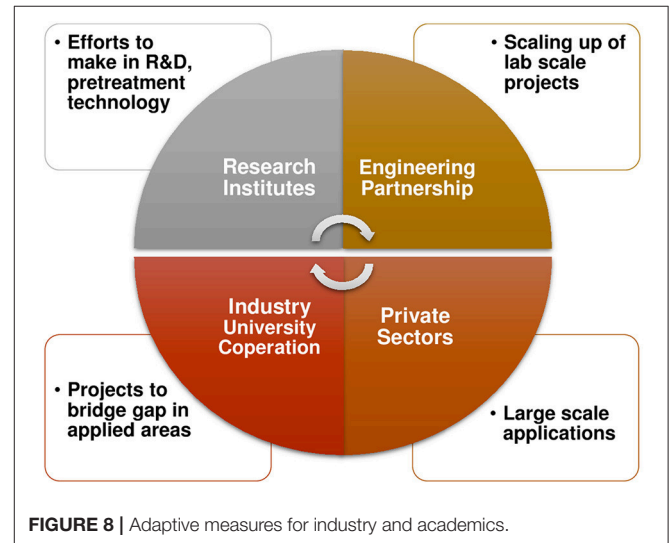 • Efforts to
make in R&D,
pretreatment
technology
• Scaling up of
lab scale
projects
Research
Institutes
Engineering
Partnership
Industry
University
Coperation
Private
Sectors
• Projects to
bridge gap in
applied areas
• Large scale
applications
FIGURE 8 | Adaptive measures for industry and academics.